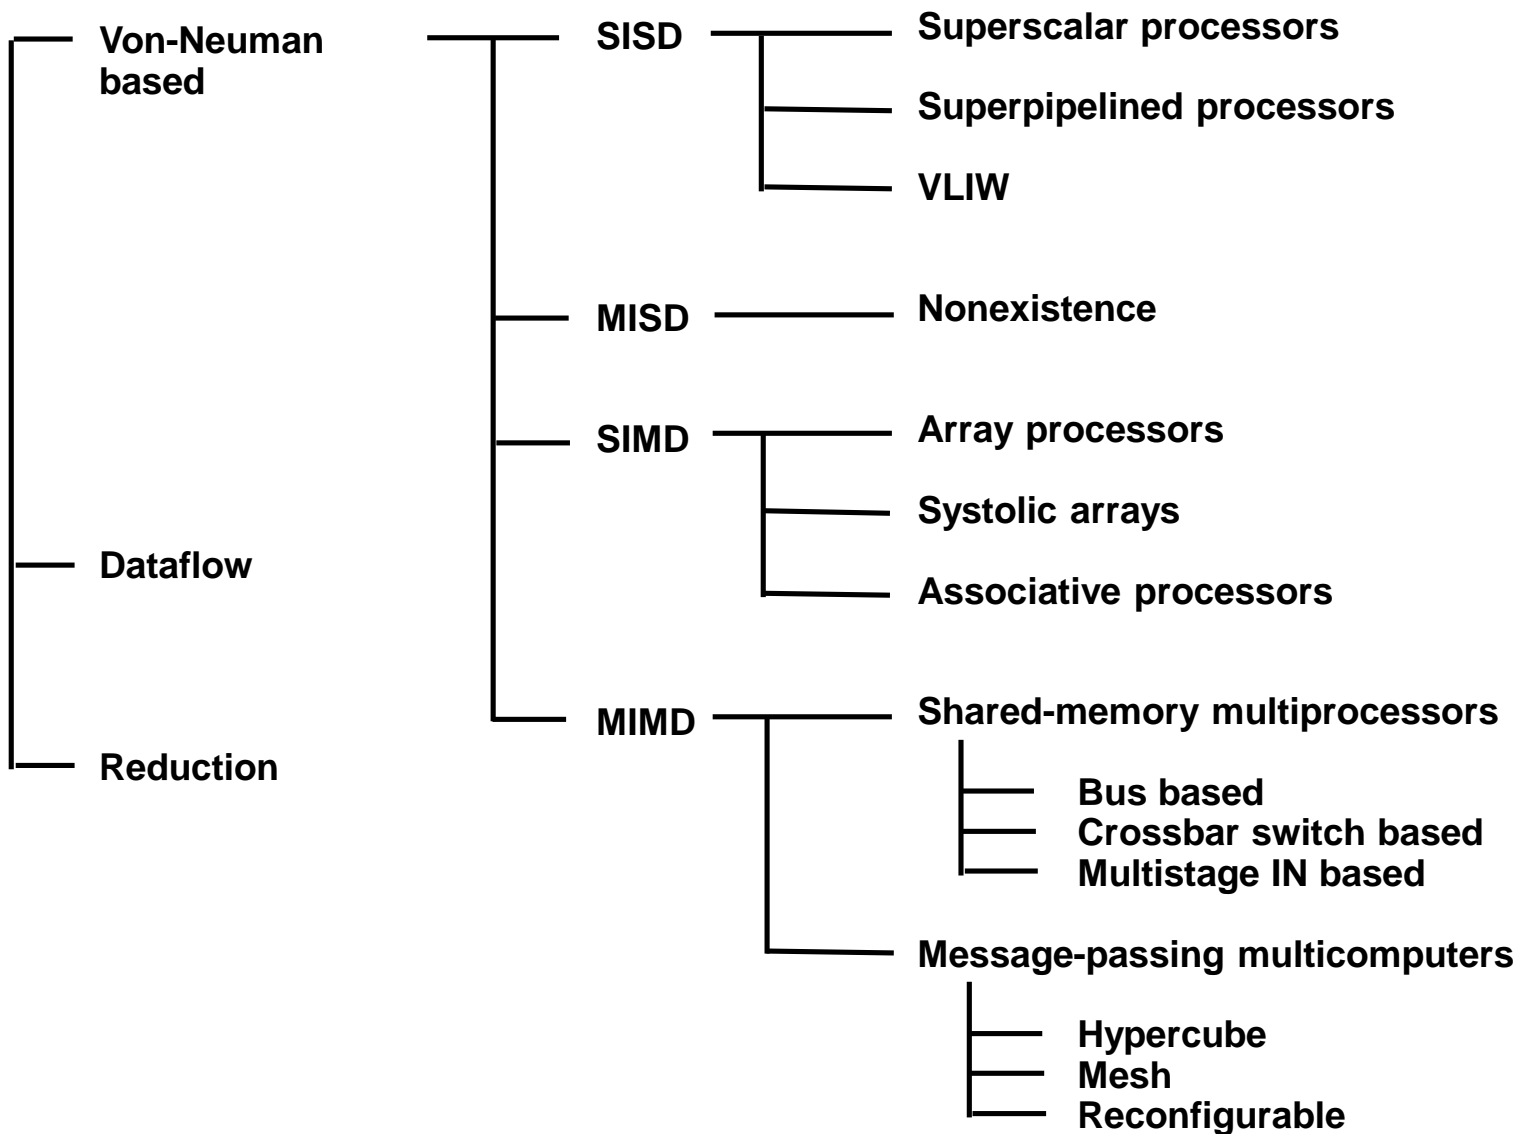 Von-Neuman
based
SISD
Superscalar processors
Superpipelined processors
VLIW
MISD
Nonexistence
SIMD
Array processors
Systolic arrays
Associative processors
Dataflow
MIMD
Shared-memory multiprocessors
Bus based
Crossbar switch based
Multistage IN based
Reduction
Message-passing multicomputers
Hypercube
Mesh
Reconfigurable